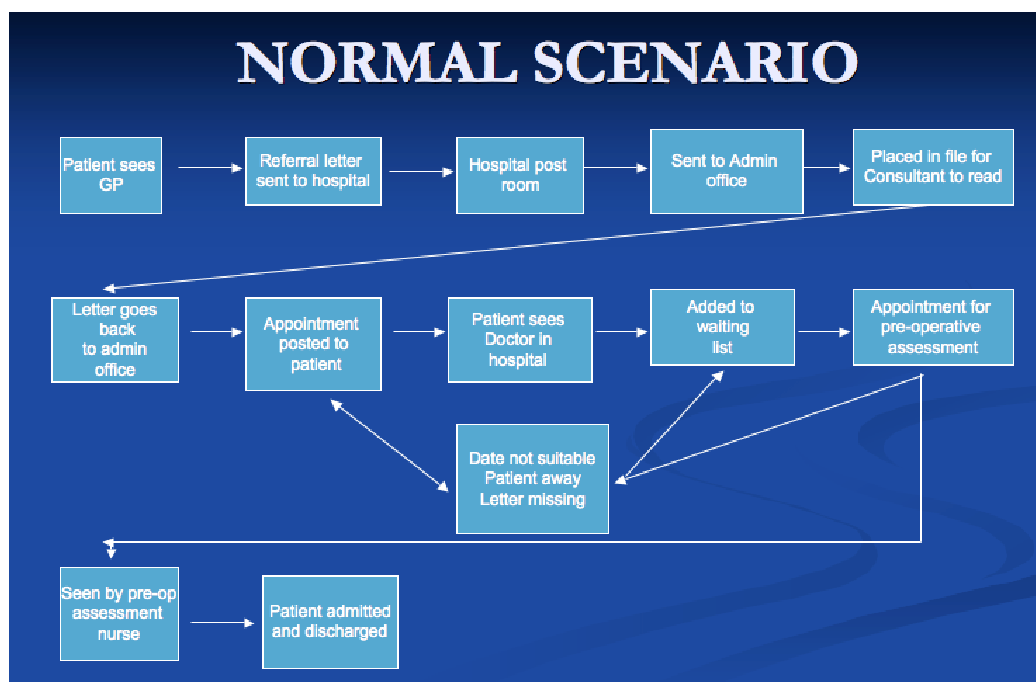 NORMAL SCENARIO
Patient sees
GP
Referral letter
sent to hospital
Hospital post
room
Sent to Admin
office
Placed in file for
Consultant to read
Letter goes
back
to admin
office
Appointment
posted to
patient
Patient sees
Doctor in
hospital
Added to
waiting
list
Appointment for
pre-operative
assessment
Date not suitable
Patient away
Letter missing
Seen by pre-op
assessment
nurse
Patient admitted
and discharged